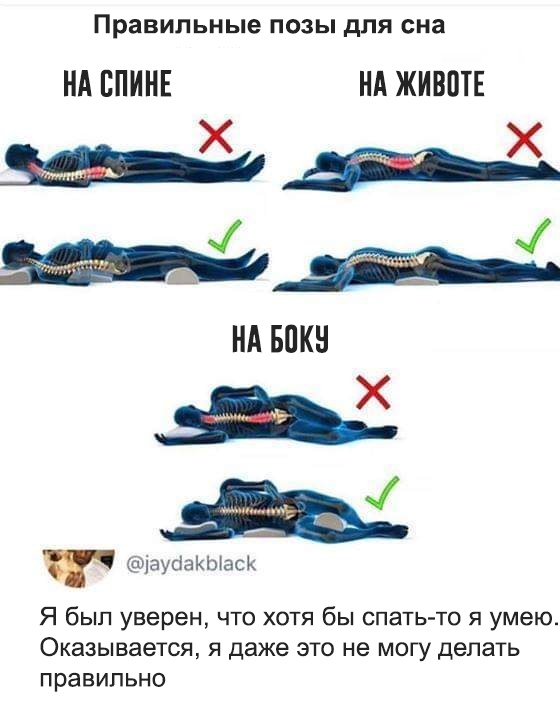 Правильные позы для сна
НА СПИНЕ
НА ЖИВОТЕ
НА БОКУ
@jaydakblack
Я был уверен, что хотя бы спать-то я умею.
Оказывается, я даже это не могу делать
правильно